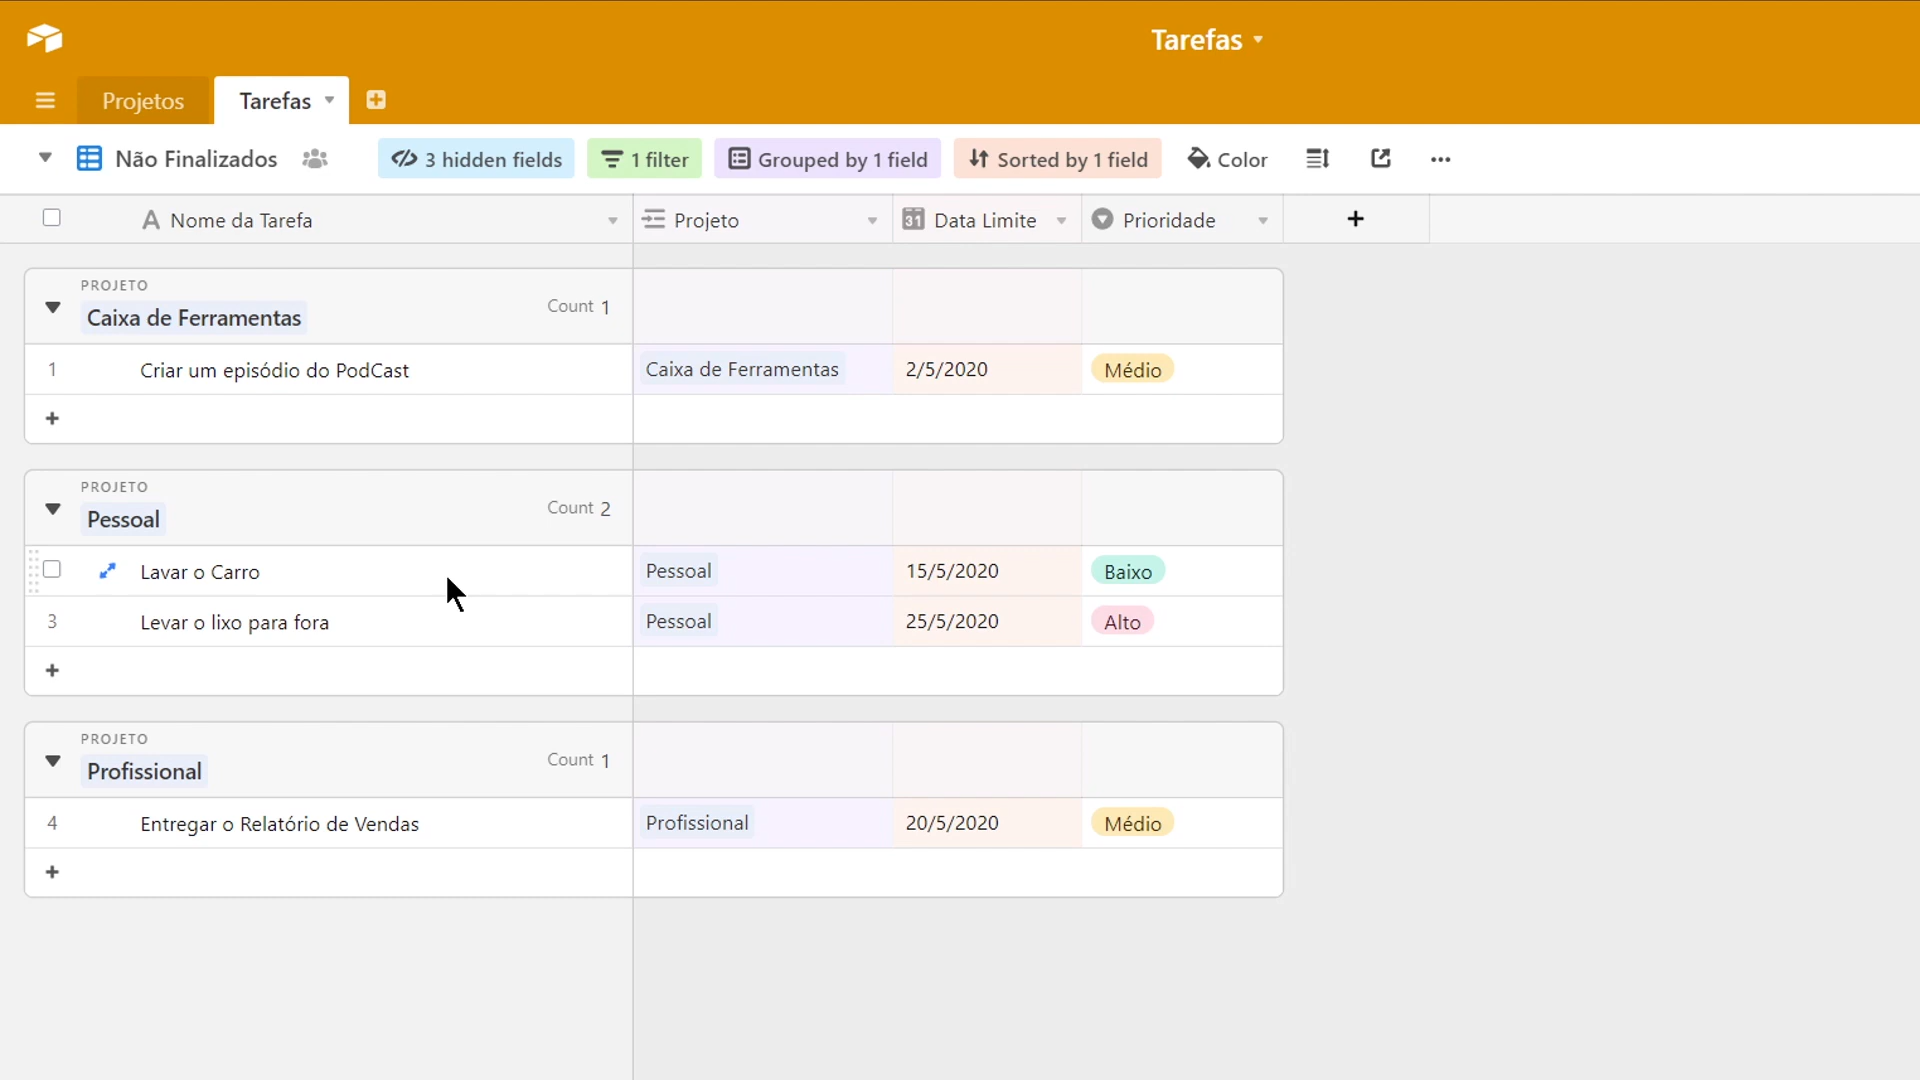 Tarefas
Projetos Tarefas
Não Finalizados 3 hidden fields 1 filter Grouped by 1 field Sorted by 1 field Color
Nome da Tarefa Projeto 31 Data Limite Prioridade
PROJETO
Caixa de Ferramentas Count 1
1 Criar um episódio do PodCast Caixa de Ferramentas 2/5/2020 Médio
+
PROJETO
Pessoal Count 2
Lavar o Carro Pessoal 15/5/2020 Baixo
3 Levar o lixo para fora Pessoal 25/5/2020 Alto
+
PROJETO
Profissional Count 1
4 Entregar o Relatório de Vendas Profissional 20/5/2020 Médio
+